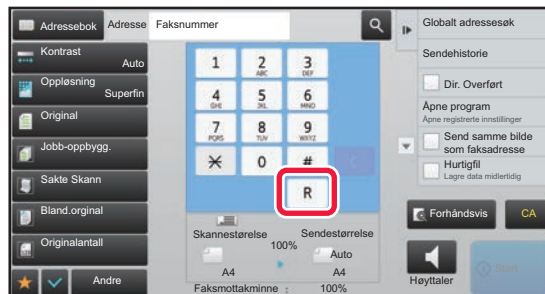 Adressebok
Adresse
Faksnummer
Kontrast
Auto
Oppløsning
Superfin
Original
Jobb-oppbygg.
Sakte Skann
Bland.orginal
Originalantall
Andre
1
2
ABC
3
DEF
4
GHI
5
JKL
6
MNO
7
PQRS
8
TUV
9
WXYZ
0
#
C
R
Skannestørelse
100%
Sendestørrelse
Auto
A4
A4
Faksmottakminne : 100%
Globalt adressesøk
Sendehistorie
Dir. Overført
Åpne program
Åpne registrerte innstillinger
Send samme bilde
som faksadresse
Hurtigfil
Lagre data midlertidig
Forhåndsvis
CA
Høyttaler
Start